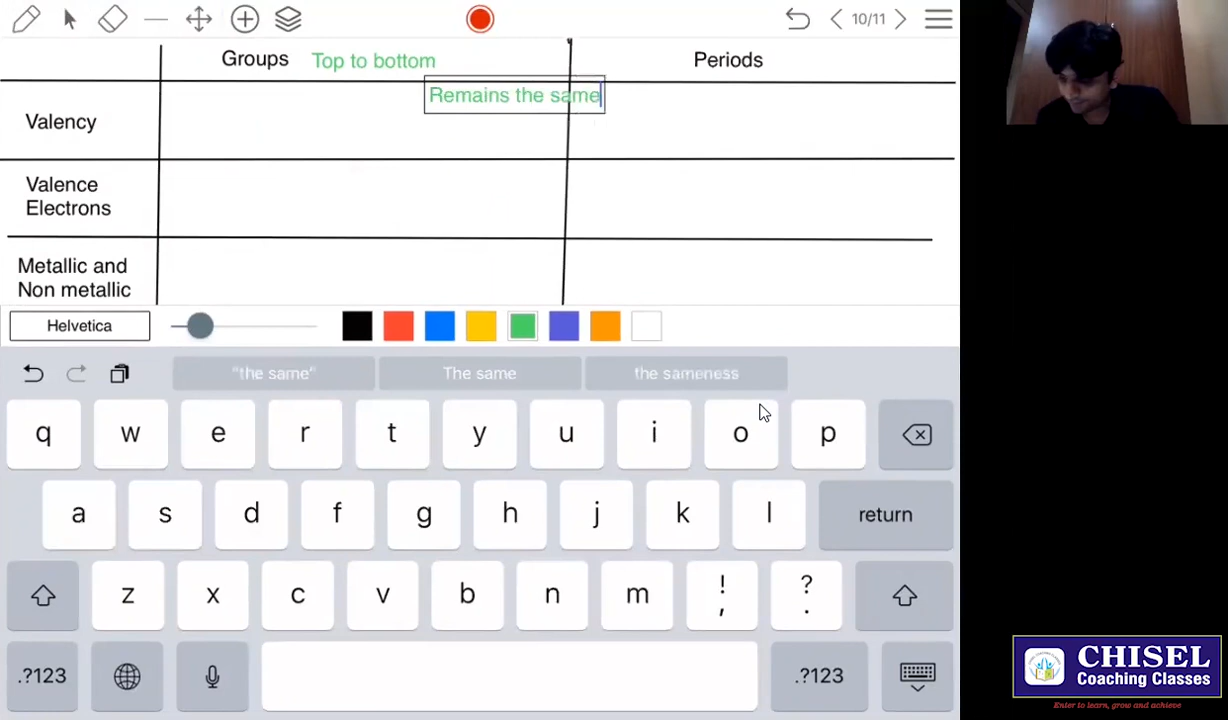 10/11
Groups Top to bottom Periods
Remains the same
Valency
Valence
Electrons
Metallic and
Non metallic
Helvetica
"the same" The same the sameness
q w e r t y u i o p
a s d f g h j k l return
z x c v b n m ! , ? .
.?123 .?123
CHISEL
Coaching Classes
Enter to learn, grow and achieve